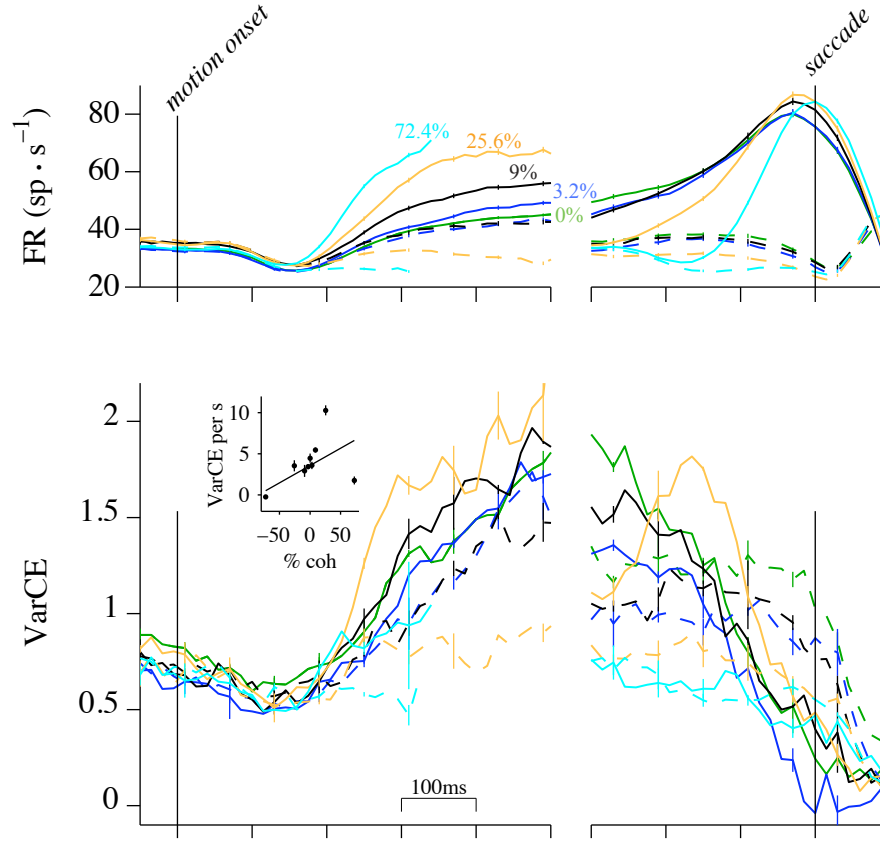 motion onset
saccade
FR (sp · s⁻¹)
80
60
40
20
72.4%
25.6%
9%
3.2%
0%
VarCE
2
1.5
1
0.5
0
VarCE per s
10
5
0
−50
0
50
% coh
100ms